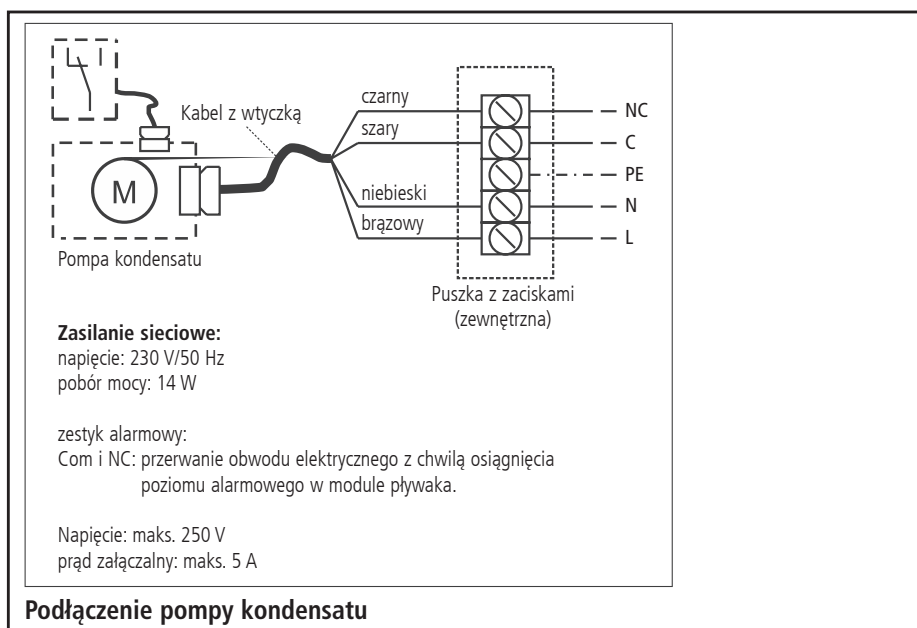 czarny
NC
Kabel z wtyczką
szary
C
PE
M
niebieski
N
brązowy
L
Pompa kondensatu
Puszka z zaciskami
(zewnętrzna)
Zasilanie sieciowe:
napięcie: 230 V/50 Hz
pobór mocy: 14 W
zestyk alarmowy:
Com i NC: przerwanie obwodu elektrycznego z chwilą osiągnięcia
poziomu alarmowego w module pływaka.
Napięcie: maks. 250 V
prąd załączalny: maks. 5 A
Podłączenie pompy kondensatu